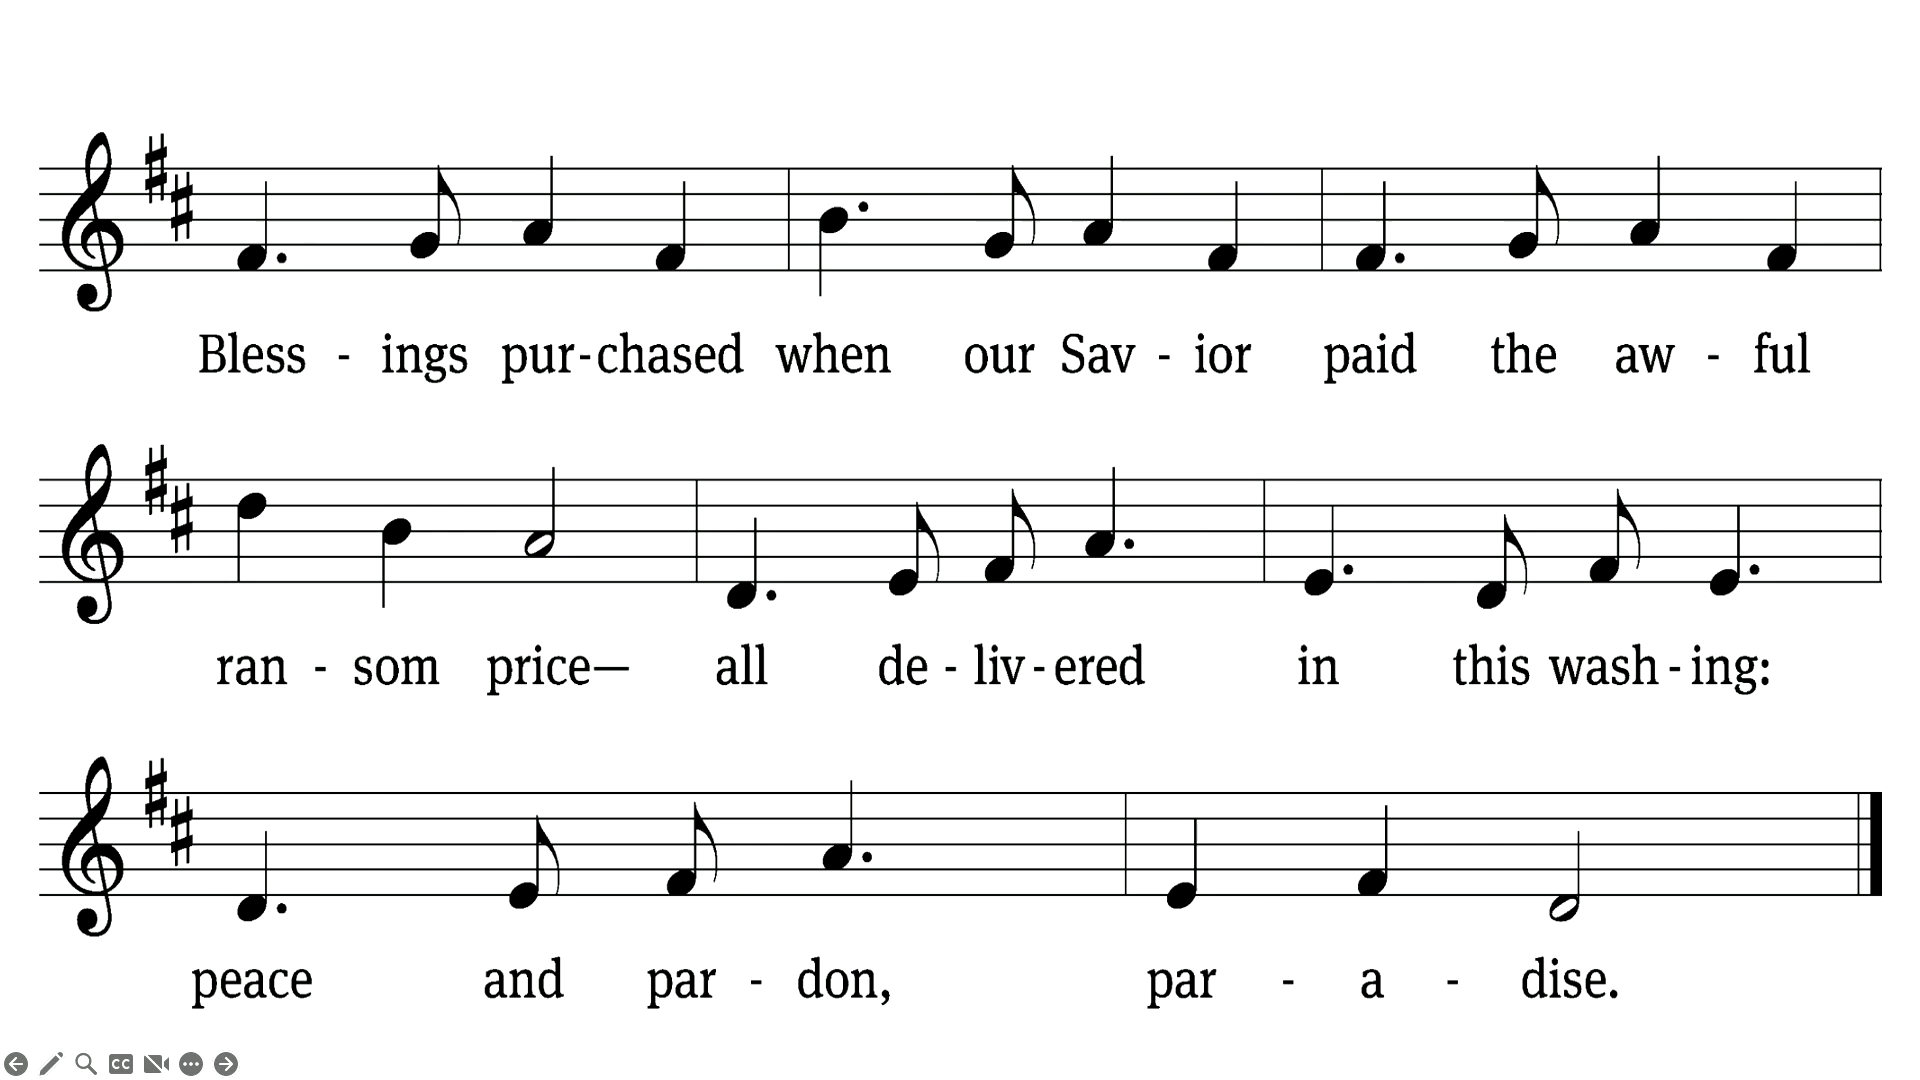 Bless - ings pur-chased when our Sav - ior paid the aw - ful
ran - som price— all de - liv - ered in this wash - ing:
peace and par - don, par - a - dise.
CC